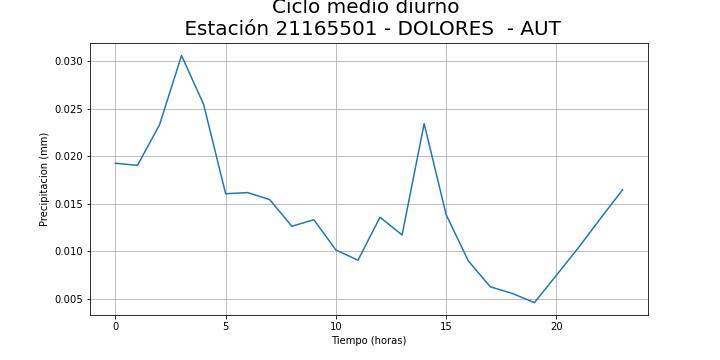 Ciclo medio diurno
Estación 21165501 - DOLORES  - AUT
0.030
0.025
0.020
0.015
0.010
0.005
Precipitacion (mm)
0 5 10 15 20
Tiempo (horas)